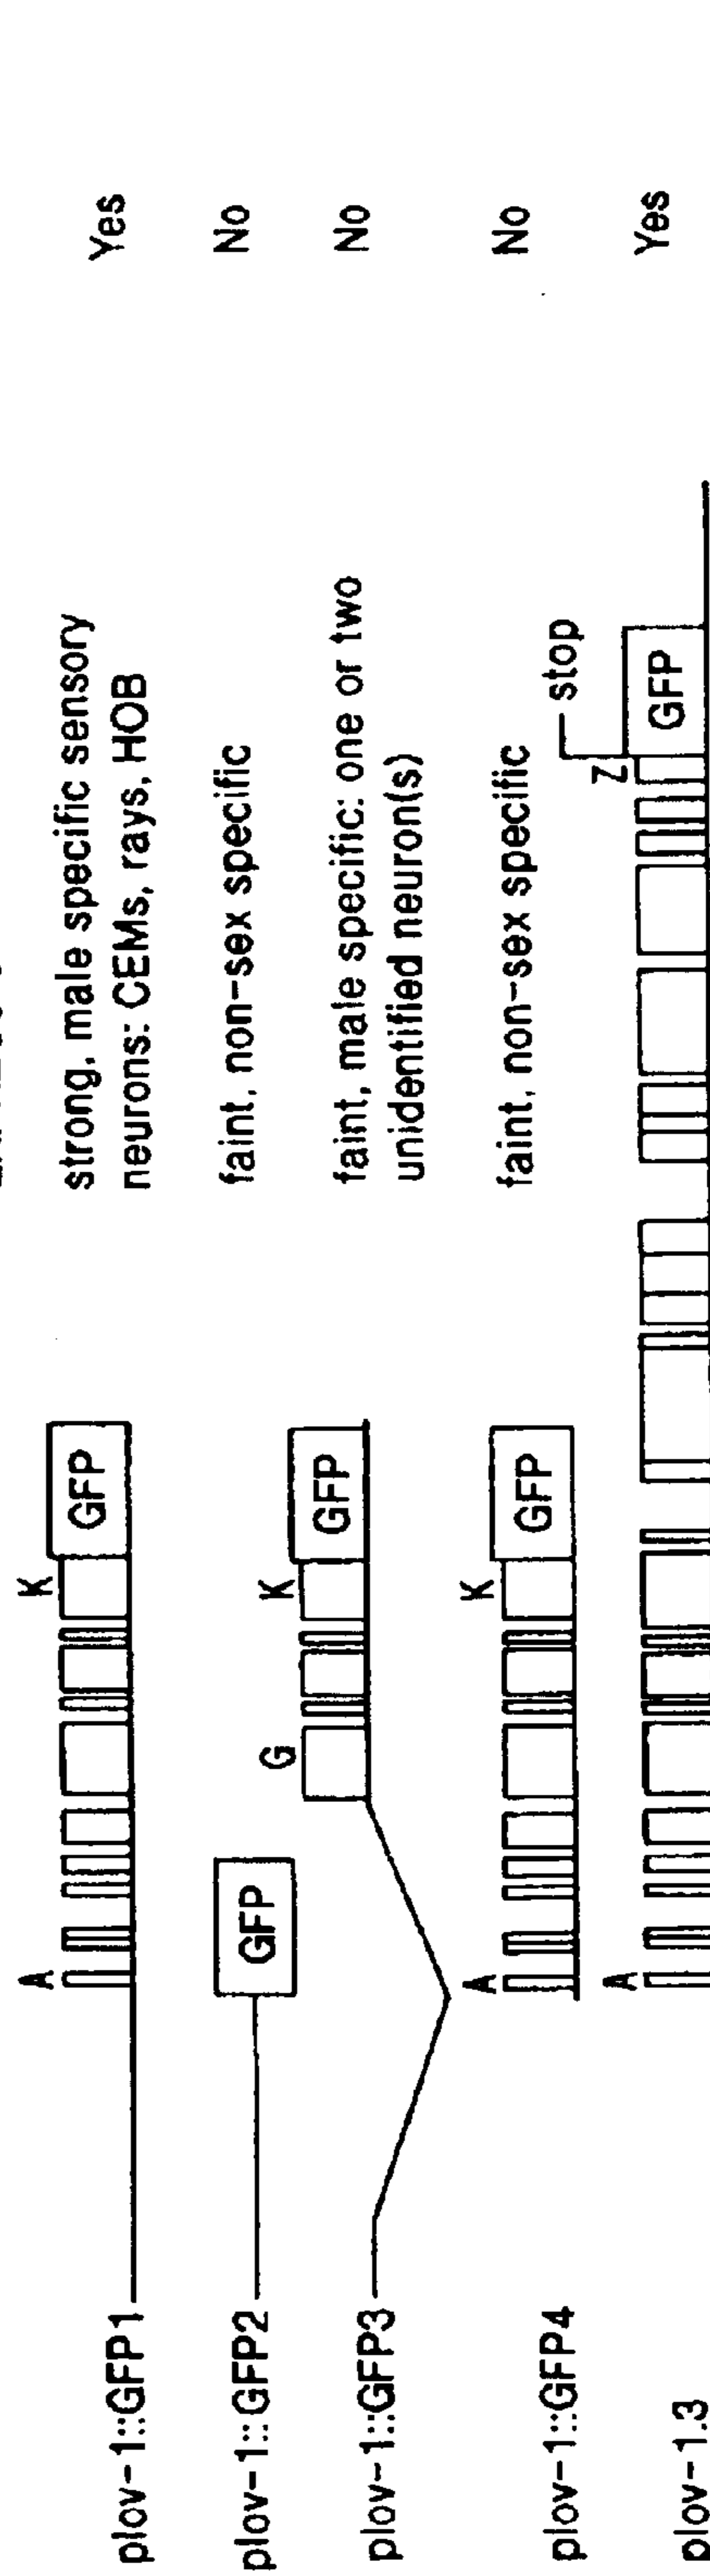 plov-1::GFP1
A
K
GFP
strong, male specific sensory
neurons: CEMs, rays, HOB
Yes
plov-1::GFP2
GFP
faint, non-sex specific
No
plov-1::GFP3
G
K
GFP
faint, male specific: one or two
unidentified neuron(s)
No
plov-1::GFP4
A
K
GFP
faint, non-sex specific
No
plov-1.3
A
Z
stop
GFP
Yes